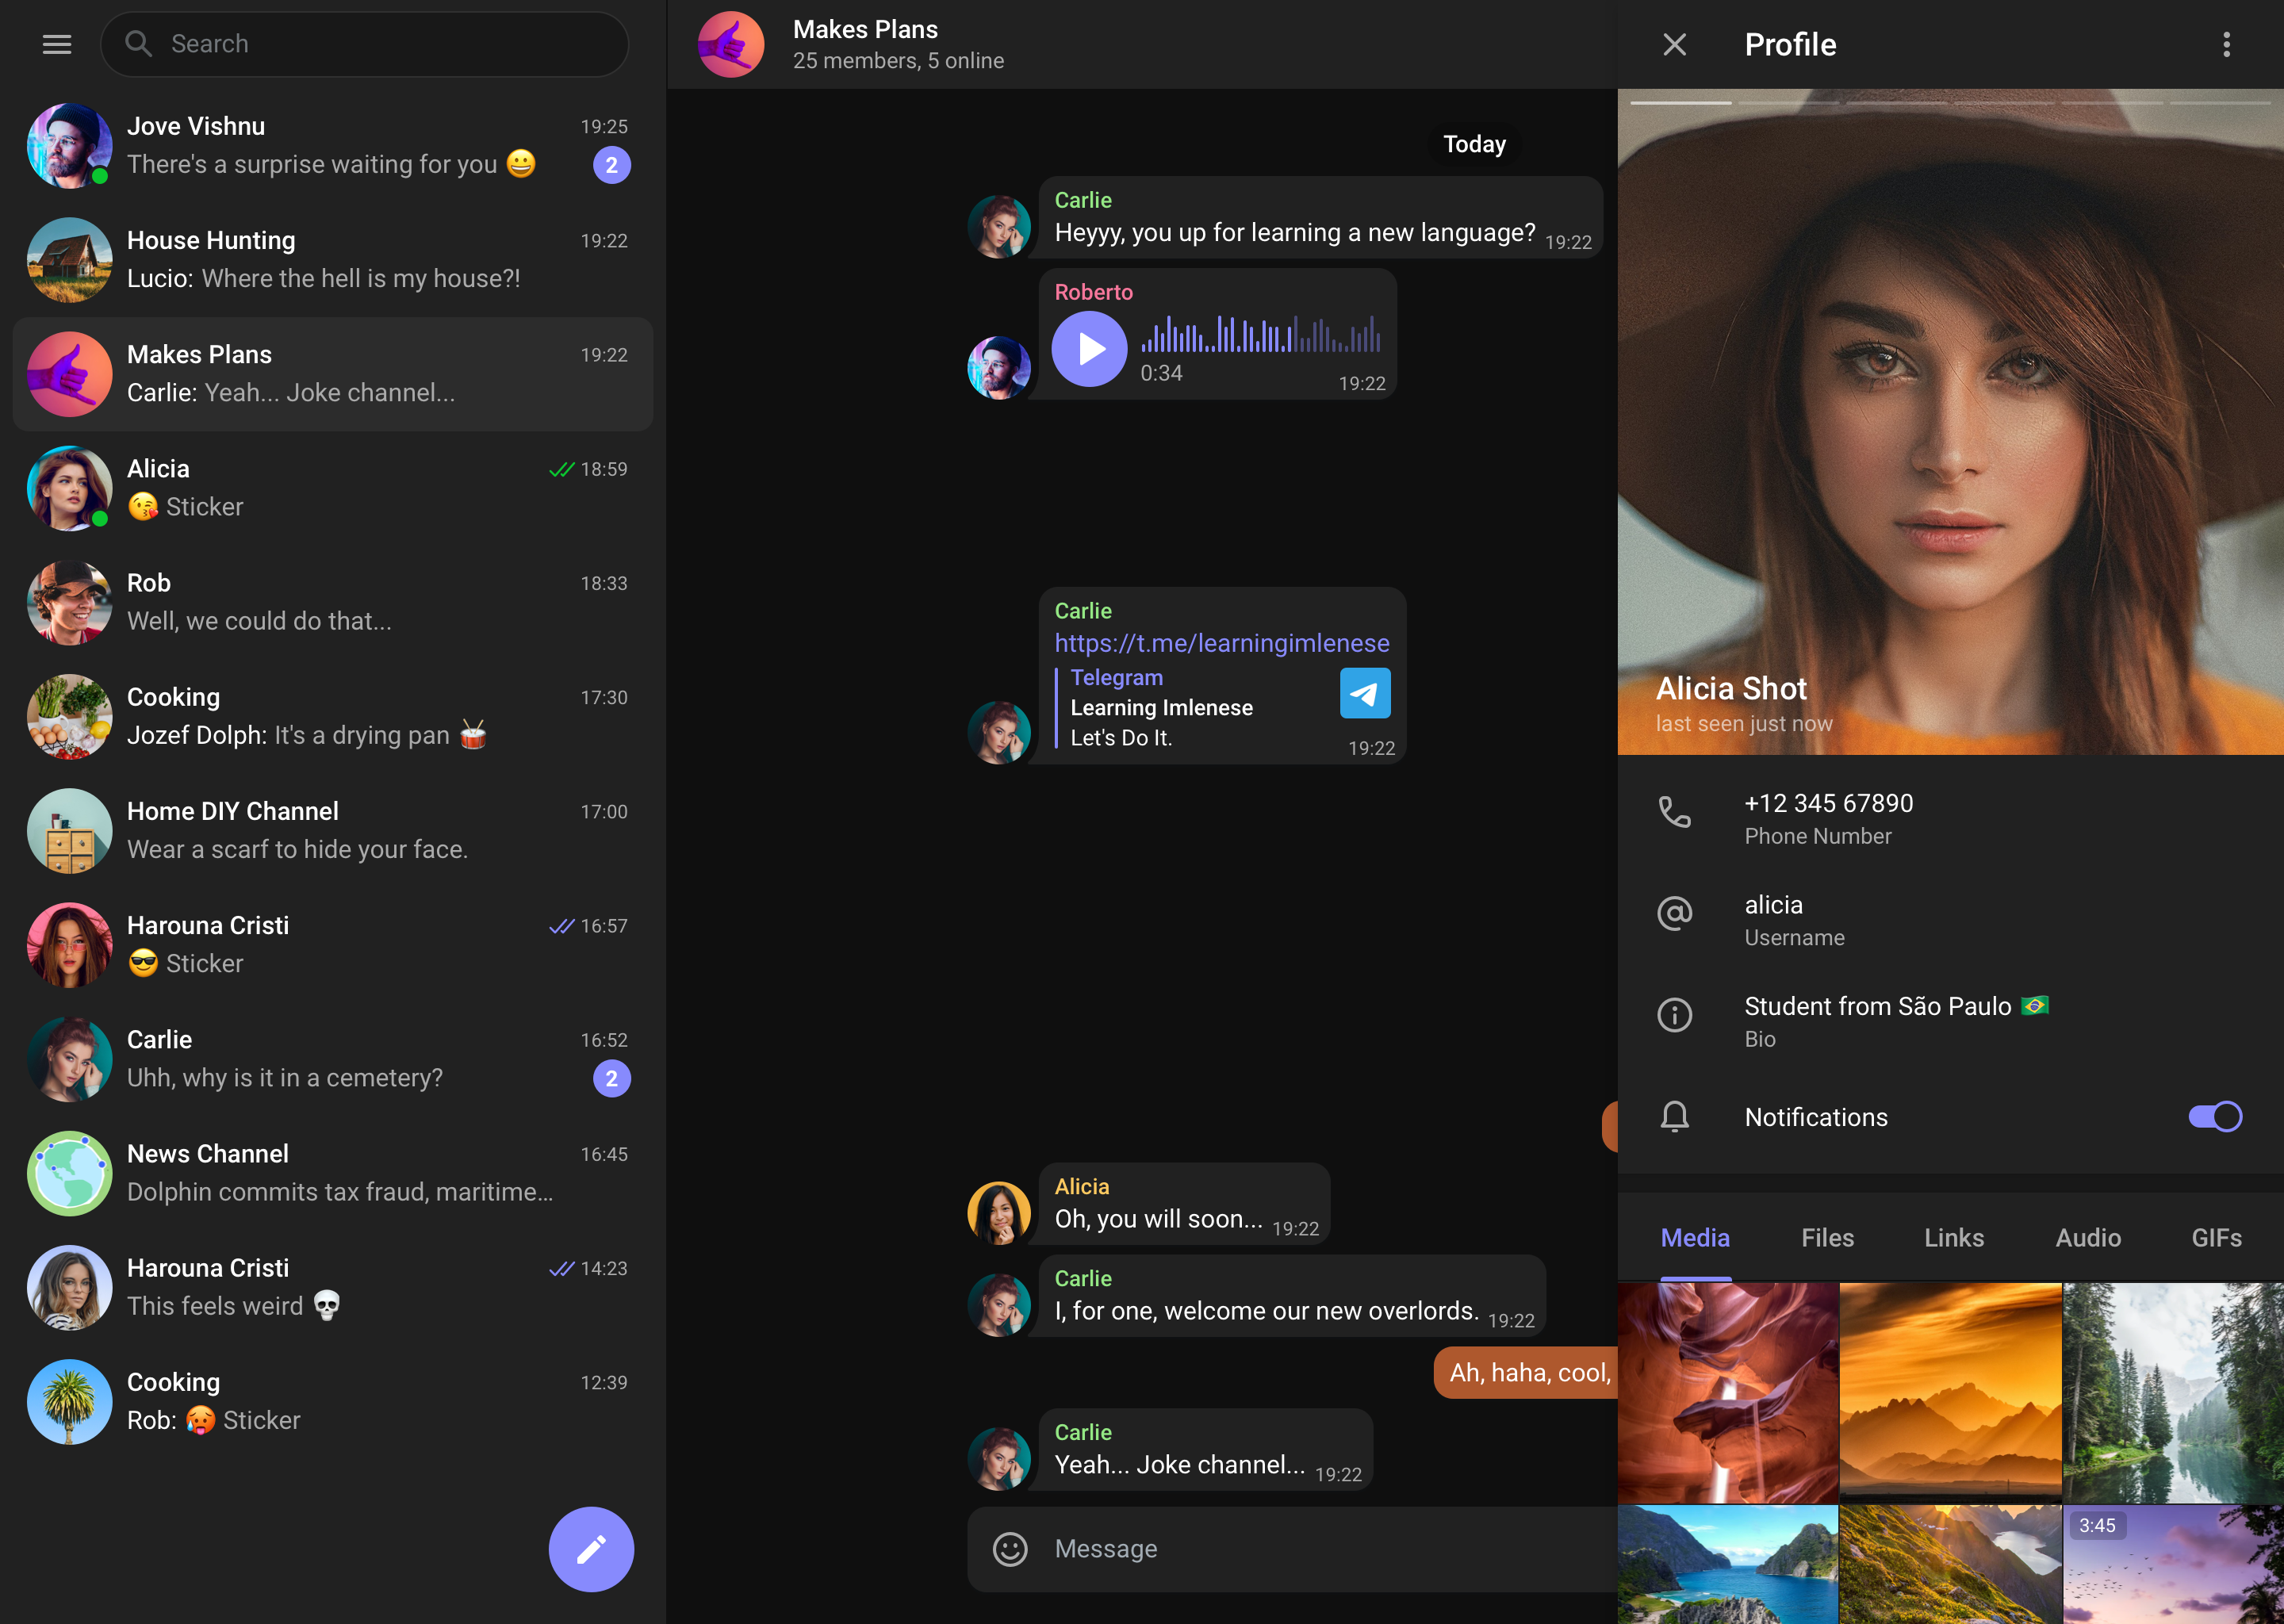 Search
Jove Vishnu 19:25
There's a surprise waiting for you 😀 2
House Hunting 19:22
Lucio: Where the hell is my house?!
Makes Plans 19:22
Carlie: Yeah... Joke channel...
Alicia 18:59
😘 Sticker
Rob 18:33
Well, we could do that...
Cooking 17:30
Jozef Dolph: It's a drying pan 🥁
Home DIY Channel 17:00
Wear a scarf to hide your face.
Harouna Cristi 16:57
😎 Sticker
Carlie 16:52
Uhh, why is it in a cemetery? 2
News Channel 16:45
Dolphin commits tax fraud, maritime...
Harouna Cristi 14:23
This feels weird 💀
Cooking 12:39
Rob: 🥵 Sticker
Makes Plans
25 members, 5 online
Today
Carlie
Heyyy, you up for learning a new language? 19:22
Roberto
0:34 19:22
Carlie
https://t.me/learningimlenese
Telegram
Learning Imlenese
Let's Do It. 19:22
Alicia
Oh, you will soon... 19:22
Carlie
I, for one, welcome our new overlords. 19:22
Ah, haha, cool,
Carlie
Yeah... Joke channel... 19:22
Message
Profile
Alicia Shot
last seen just now
+12 345 67890
Phone Number
alicia
Username
Student from São Paulo 🇧🇷
Bio
Notifications
Media Files Links Audio GIFs
3:45